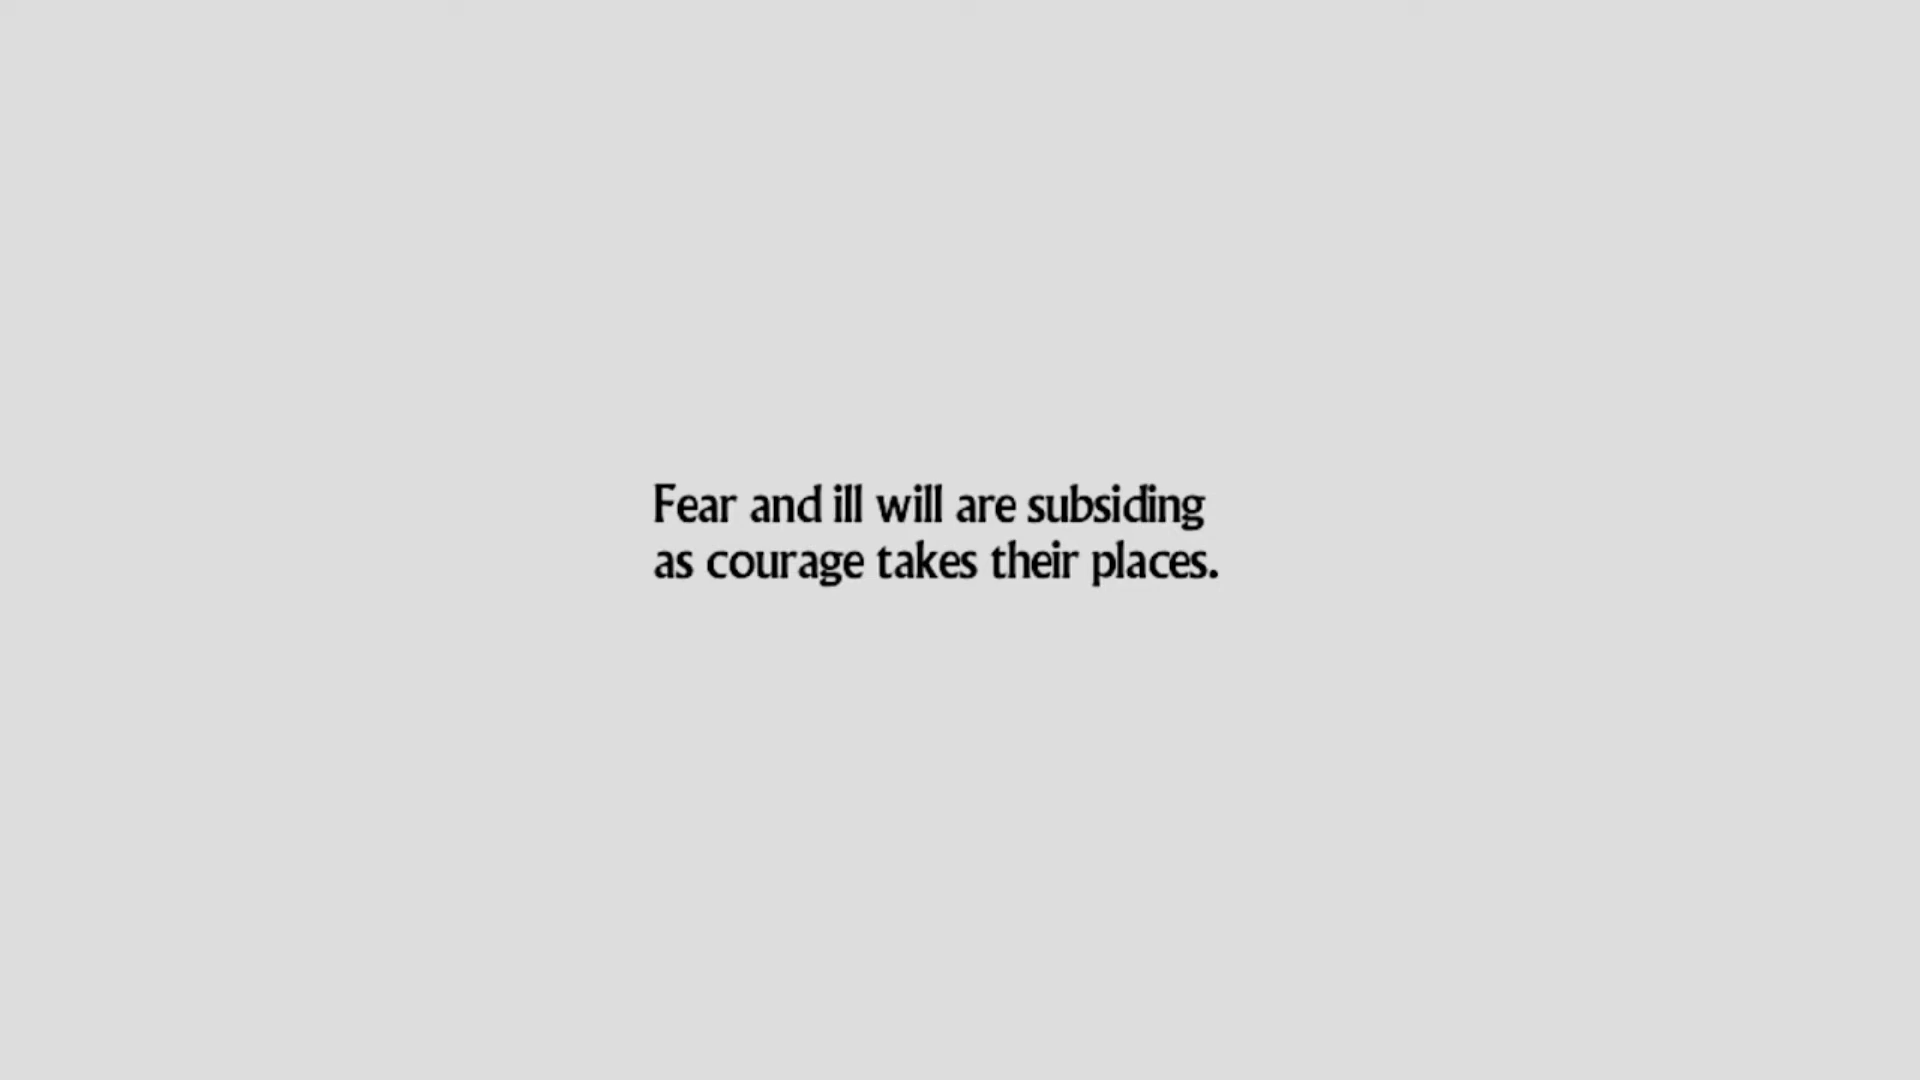 Fear and ill will are subsiding
as courage takes their places.